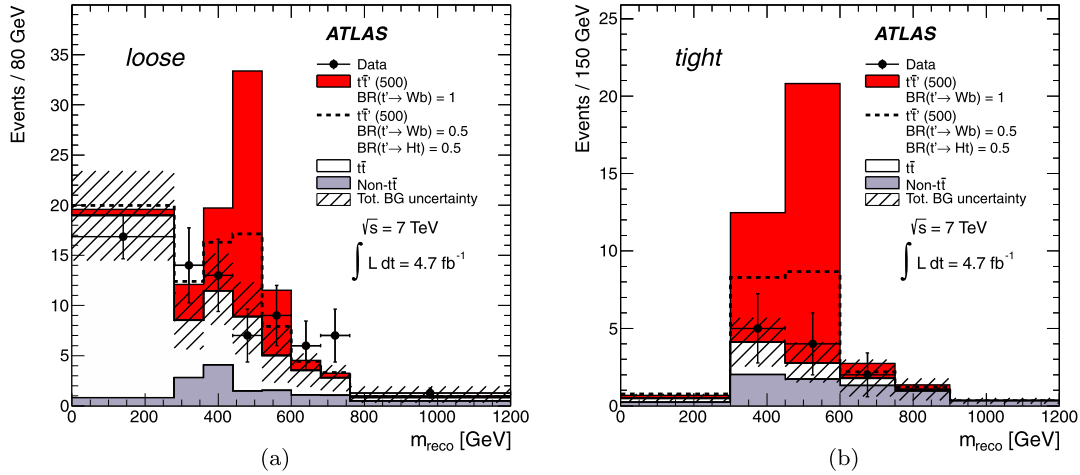 ATLAS
loose
Data
tt̄' (500)
BR(t'→ Wb) = 1
tt̄' (500)
BR(t'→ Wb) = 0.5
BR(t'→ Ht) = 0.5
tt̄
Non-tt̄
Tot. BG uncertainty
√s = 7 TeV
∫ L dt = 4.7 fb⁻¹
Events / 80 GeV
35
30
25
20
15
10
5
0
0 200 400 600 800 1000 1200
m_reco [GeV]
(a)
ATLAS
tight
Data
tt̄' (500)
BR(t'→ Wb) = 1
tt̄' (500)
BR(t'→ Wb) = 0.5
BR(t'→ Ht) = 0.5
tt̄
Non-tt̄
Tot. BG uncertainty
√s = 7 TeV
∫ L dt = 4.7 fb⁻¹
Events / 150 GeV
25
20
15
10
5
0
0 200 400 600 800 1000 1200
m_reco [GeV]
(b)